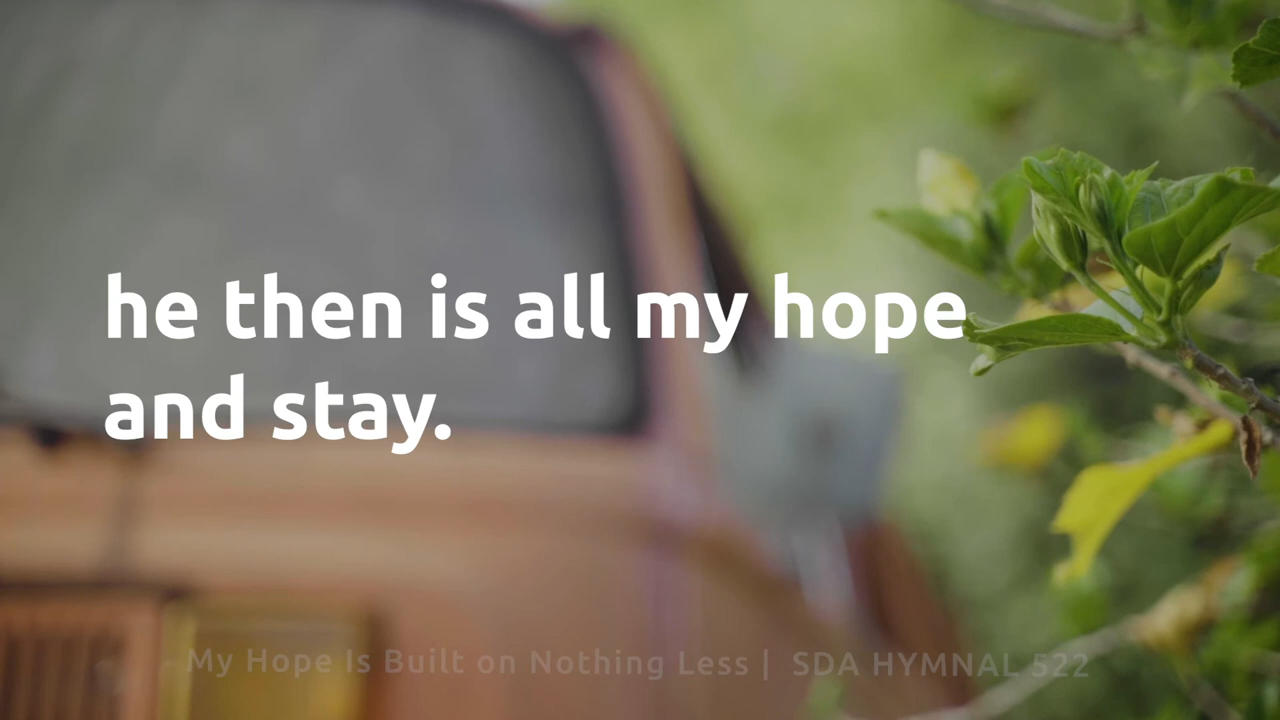 he then is all my hope
and stay.
My Hope Is Built on Nothing Less | SDA HYMNAL 522